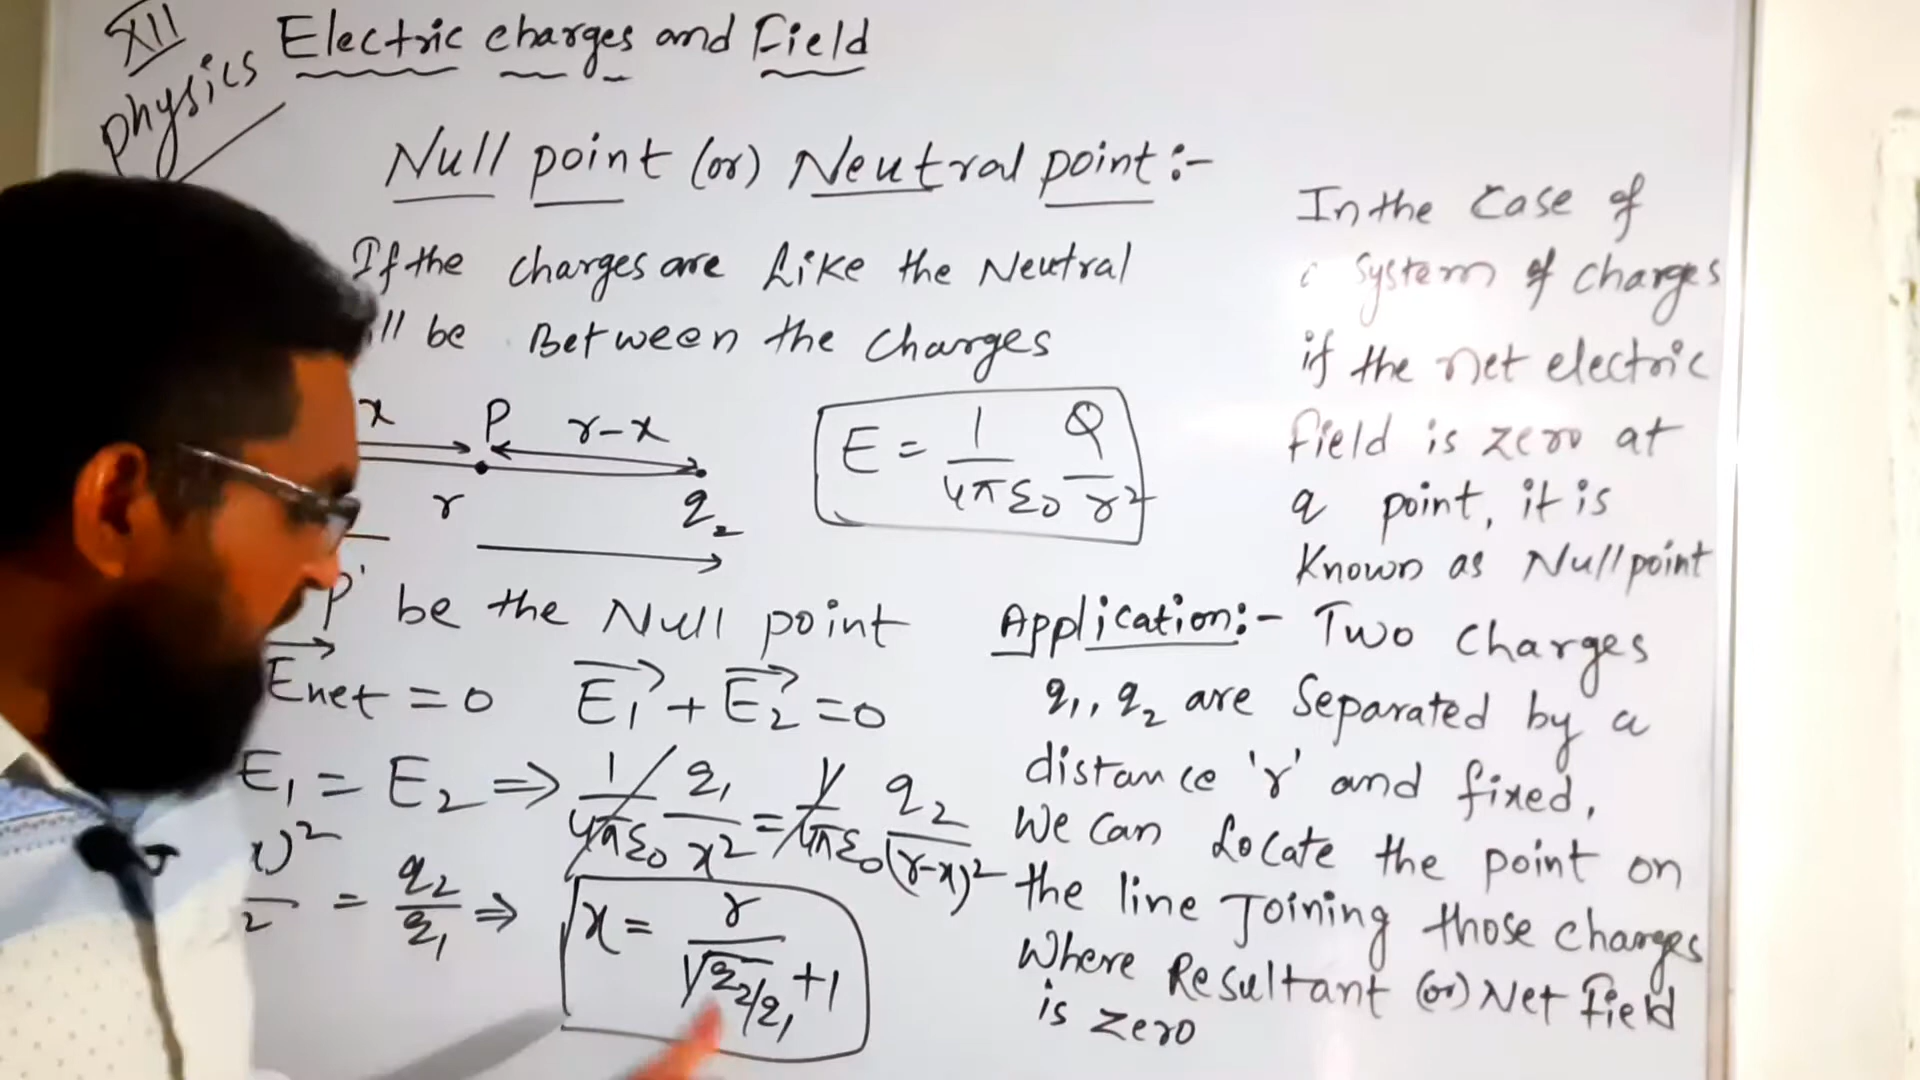 XII
Physics
Electric charges and Field
Null point (or) Neutral point :-
If the charges are Like the Neutral
ill be Between the charges
x P r-x
r q₂
E = 1/4πε₀ Q/r²
P' be the Null point
E⃗net = 0 E₁⃗ + E₂⃗ = 0
E₁ = E₂ ⇒ 1/4πε₀ q₁/x² = 1/4πε₀ q₂/(r-x)²
x)²/2 = q₂/q₁ ⇒ x = r/√q₂/q₁ + 1
In the case of
system of charges
if the net electric
field is zero at
a point, it is
Known as Null point
Application :- Two charges
q₁, q₂ are separated by a
distance 'r' and fixed,
we can Locate the point on
the line Joining those charges
where Resultant (or) Net field
is zero